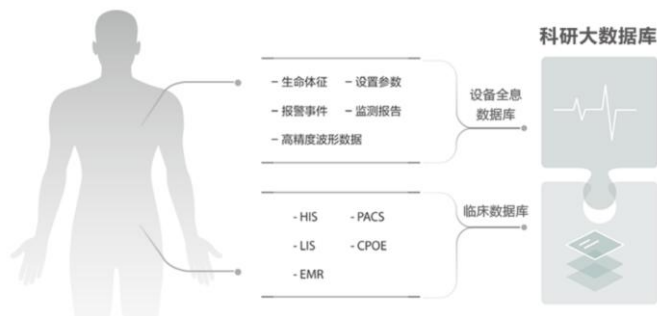 科研大数据库
- 生命体征 - 设置参数
- 报警事件 - 监测报告
- 高精度波形数据
设备全息
数据库
- HIS - PACS
- LIS - CPOE
- EMR
临床数据库